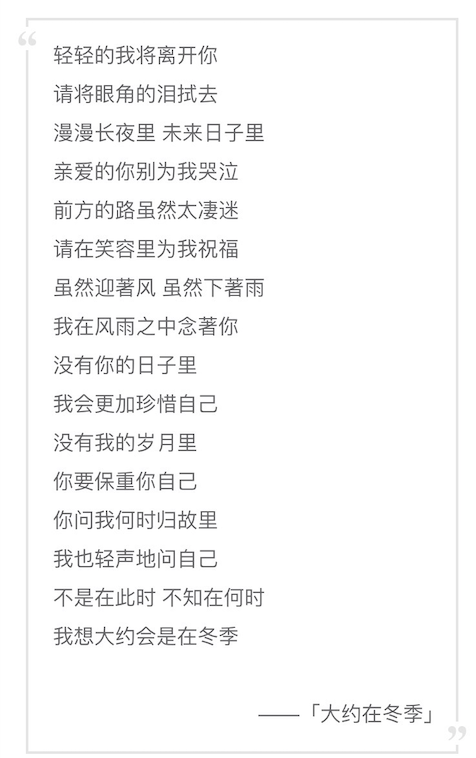 “
轻轻的我将离开你
请将眼角的泪拭去
漫漫长夜里 未来日子里
亲爱的你别为我哭泣
前方的路虽然太凄迷
请在笑容里为我祝福
虽然迎著风 虽然下著雨
我在风雨之中念著你
没有你的日子里
我会更加珍惜自己
没有我的岁月里
你要保重你自己
你问我何时归故里
我也轻声地问自己
不是在此时 不知在何时
我想大约会是在冬季
——「大约在冬季」
”